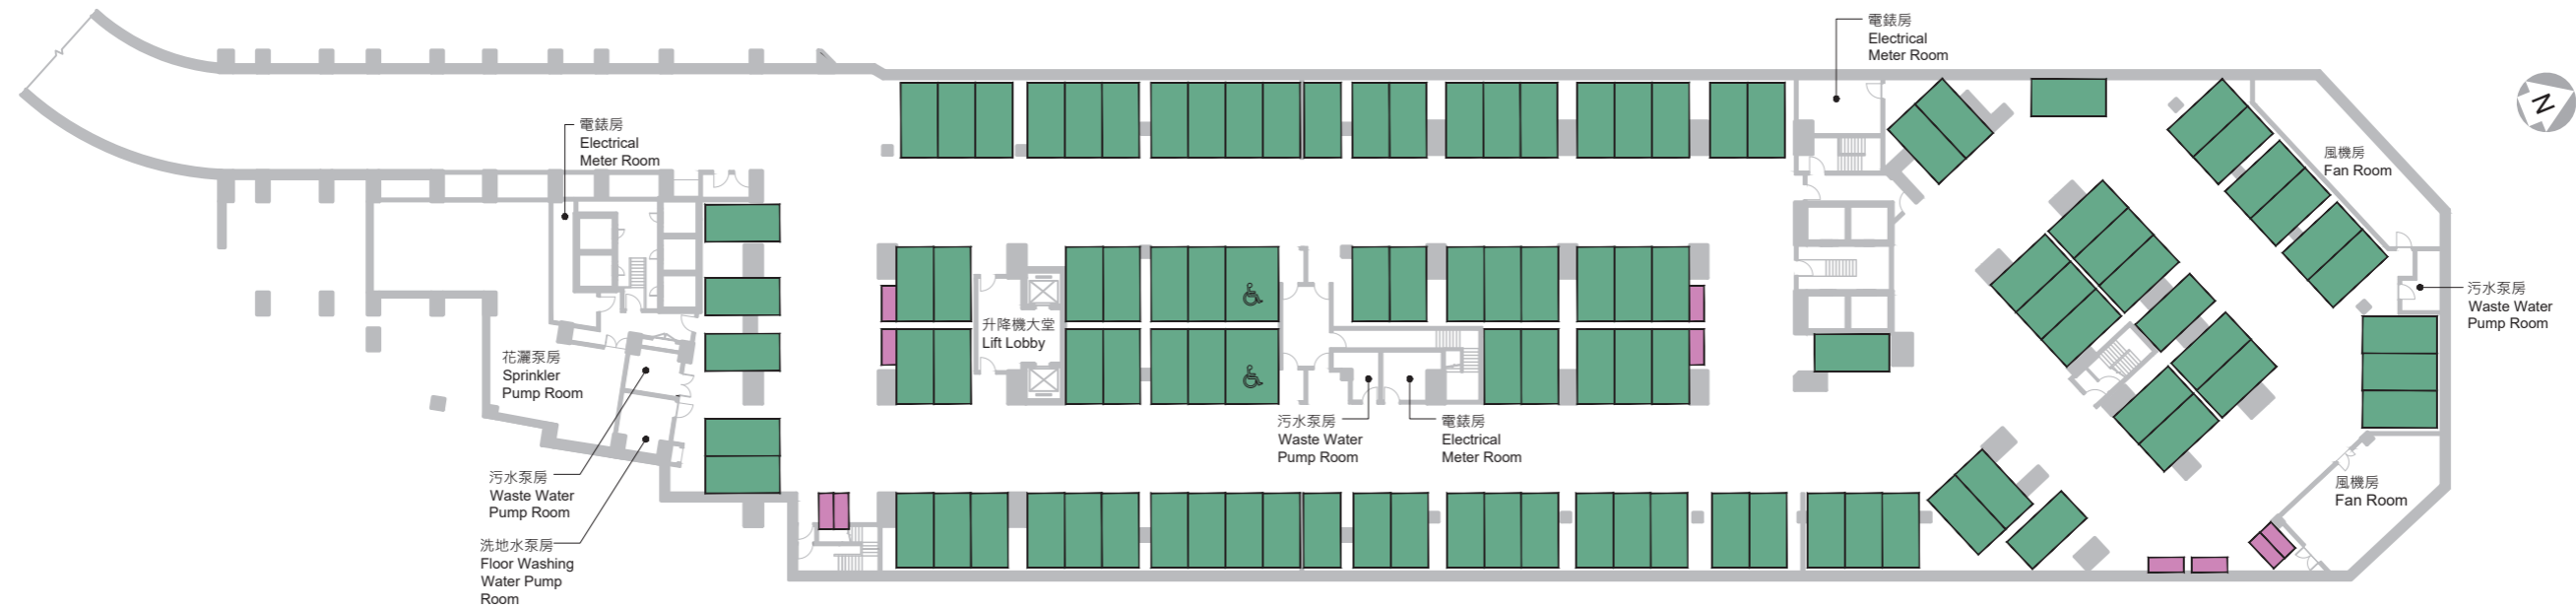 電錶房
Electrical
Meter Room
電錶房
Electrical
Meter Room
N
風機房
Fan Room
污水泵房
Waste Water
Pump Room
升降機大堂
Lift Lobby
花灑泵房
Sprinkler
Pump Room
污水泵房
Waste Water
Pump Room
電錶房
Electrical
Meter Room
污水泵房
Waste Water
Pump Room
風機房
Fan Room
洗地水泵房
Floor Washing
Water Pump
Room